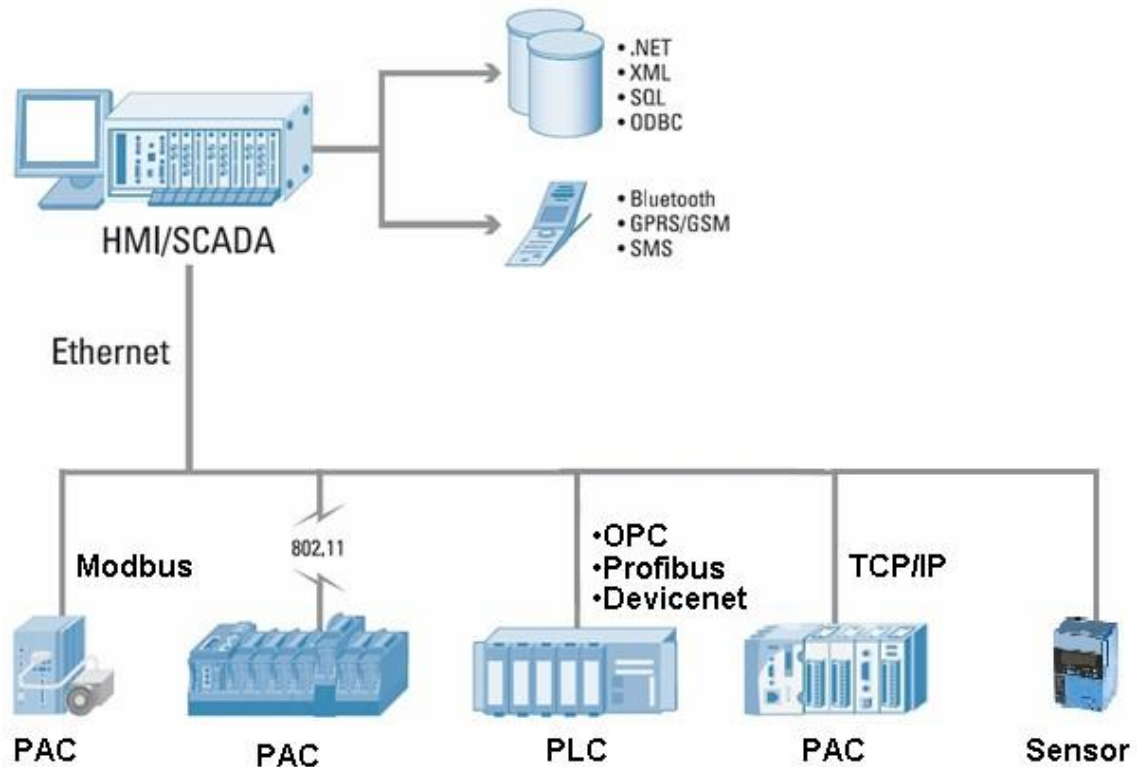 • .NET
• XML
• SQL
• ODBC
• Bluetooth
• GPRS/GSM
• SMS
HMI/SCADA
Ethernet
Modbus
802.11
•OPC
•Profibus
•Devicenet
TCP/IP
PAC
PAC
PLC
PAC
Sensor